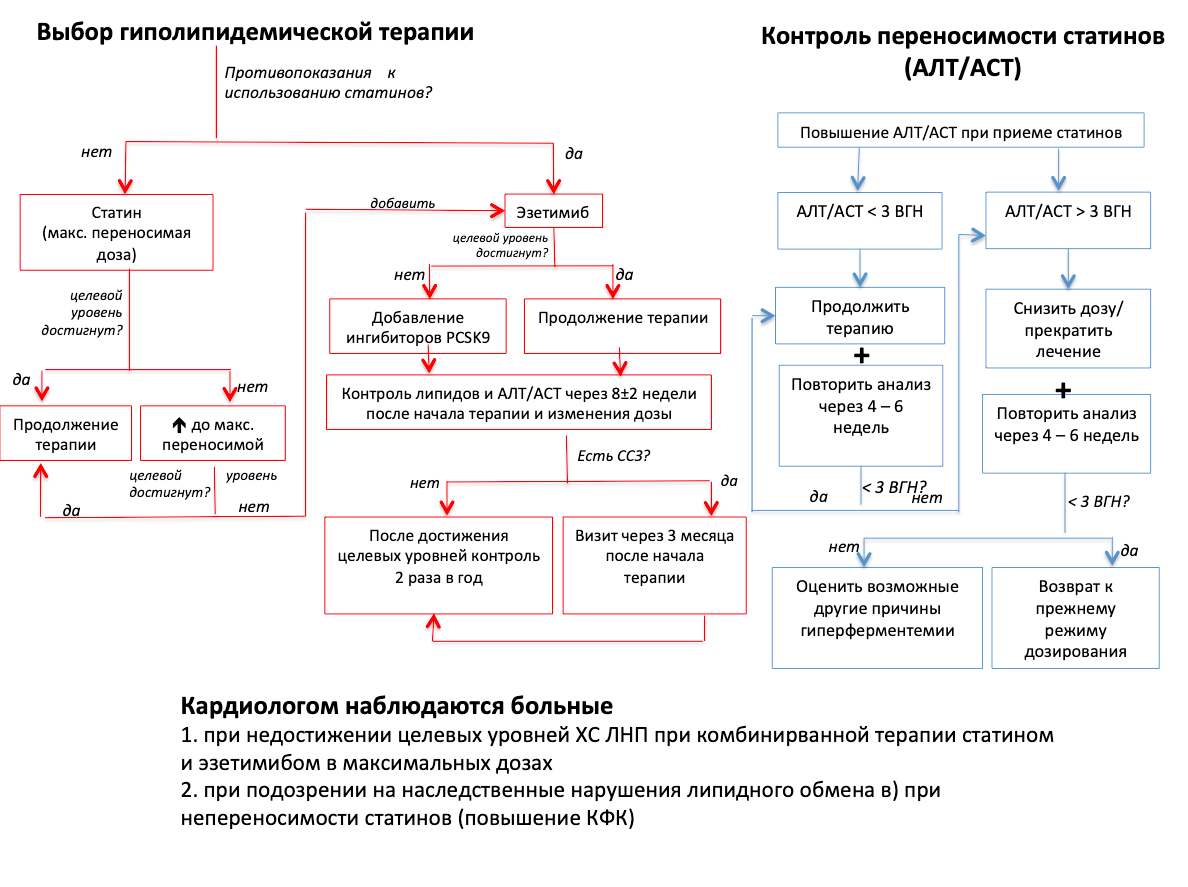 Выбор гиполипидемической терапии
Противопоказания к
использованию статинов?
нет
да
Статин
(макс. переносимая
доза)
добавить
Эзетимиб
целевой
уровень
достигнут?
целевой уровень
достигнут?
нет
да
Добавление
ингибиторов PCSK9
Продолжение терапии
да
нет
Контроль липидов и АЛТ/АСТ через 8±2 недели
после начала терапии и изменения дозы
Продолжение
терапии
🡹 до макс.
переносимой
целевой уровень
достигнут?
да
нет
Есть ССЗ?
нет
да
После достижения
целевых уровней контроль
2 раза в год
Визит через 3 месяца
после начала
терапии
Контроль переносимости статинов
(АЛТ/АСТ)
Повышение АЛТ/АСТ при приеме статинов
АЛТ/АСТ < 3 ВГН
АЛТ/АСТ > 3 ВГН
Продолжить
терапию
Снизить дозу/
прекратить
лечение
+
+
Повторить анализ
через 4 – 6
недель
Повторить анализ
через 4 – 6 недель
< 3 ВГН?
да
нет
< 3 ВГН?
нет
да
Оценить возможные
другие причины
гиперферментемии
Возврат к
прежнему
режиму
дозирования
Кардиологом наблюдаются больные
1. при недостижении целевых уровней ХС ЛНП при комбинирванной терапии статином
и эзетимибом в максимальных дозах
2. при подозрении на наследственные нарушения липидного обмена в) при
непереносимости статинов (повышение КФК)